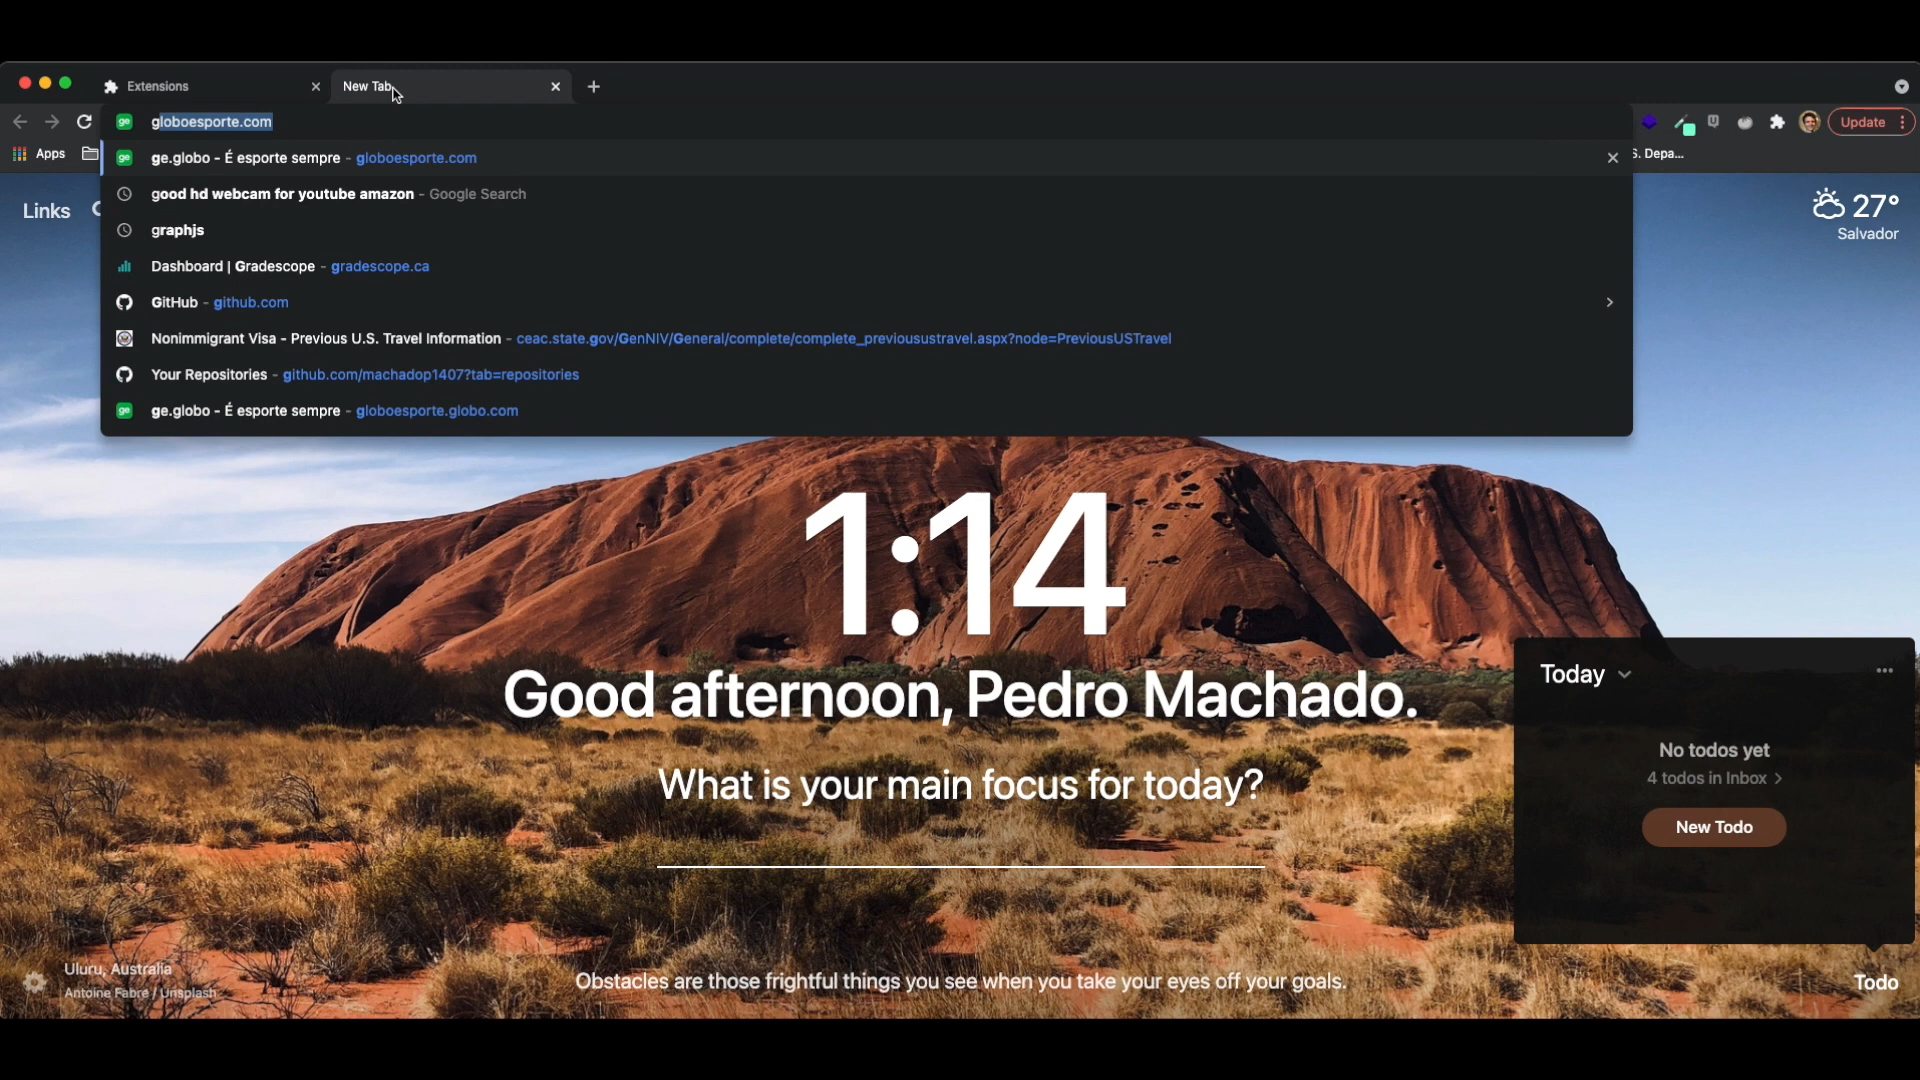 Extensions
New Tab
globoesporte.com
Update
Apps
S. Depa...
ge.globo - É esporte sempre - globoesporte.com
good hd webcam for youtube amazon - Google Search
graphjs
Dashboard | Gradescope - gradescope.ca
GitHub - github.com
Nonimmigrant Visa - Previous U.S. Travel Information - ceac.state.gov/GenNIV/General/complete/complete_previousustravel.aspx?node=PreviousUSTravel
Your Repositories - github.com/machadop1407?tab=repositories
ge.globo - É esporte sempre - globoesporte.globo.com
Links
27°
Salvador
1:14
Good afternoon, Pedro Machado.
What is your main focus for today?
Today
No todos yet
4 todos in Inbox >
New Todo
Uluru, Australia
Antoine Fabre / Unsplash
Obstacles are those frightful things you see when you take your eyes off your goals.
Todo